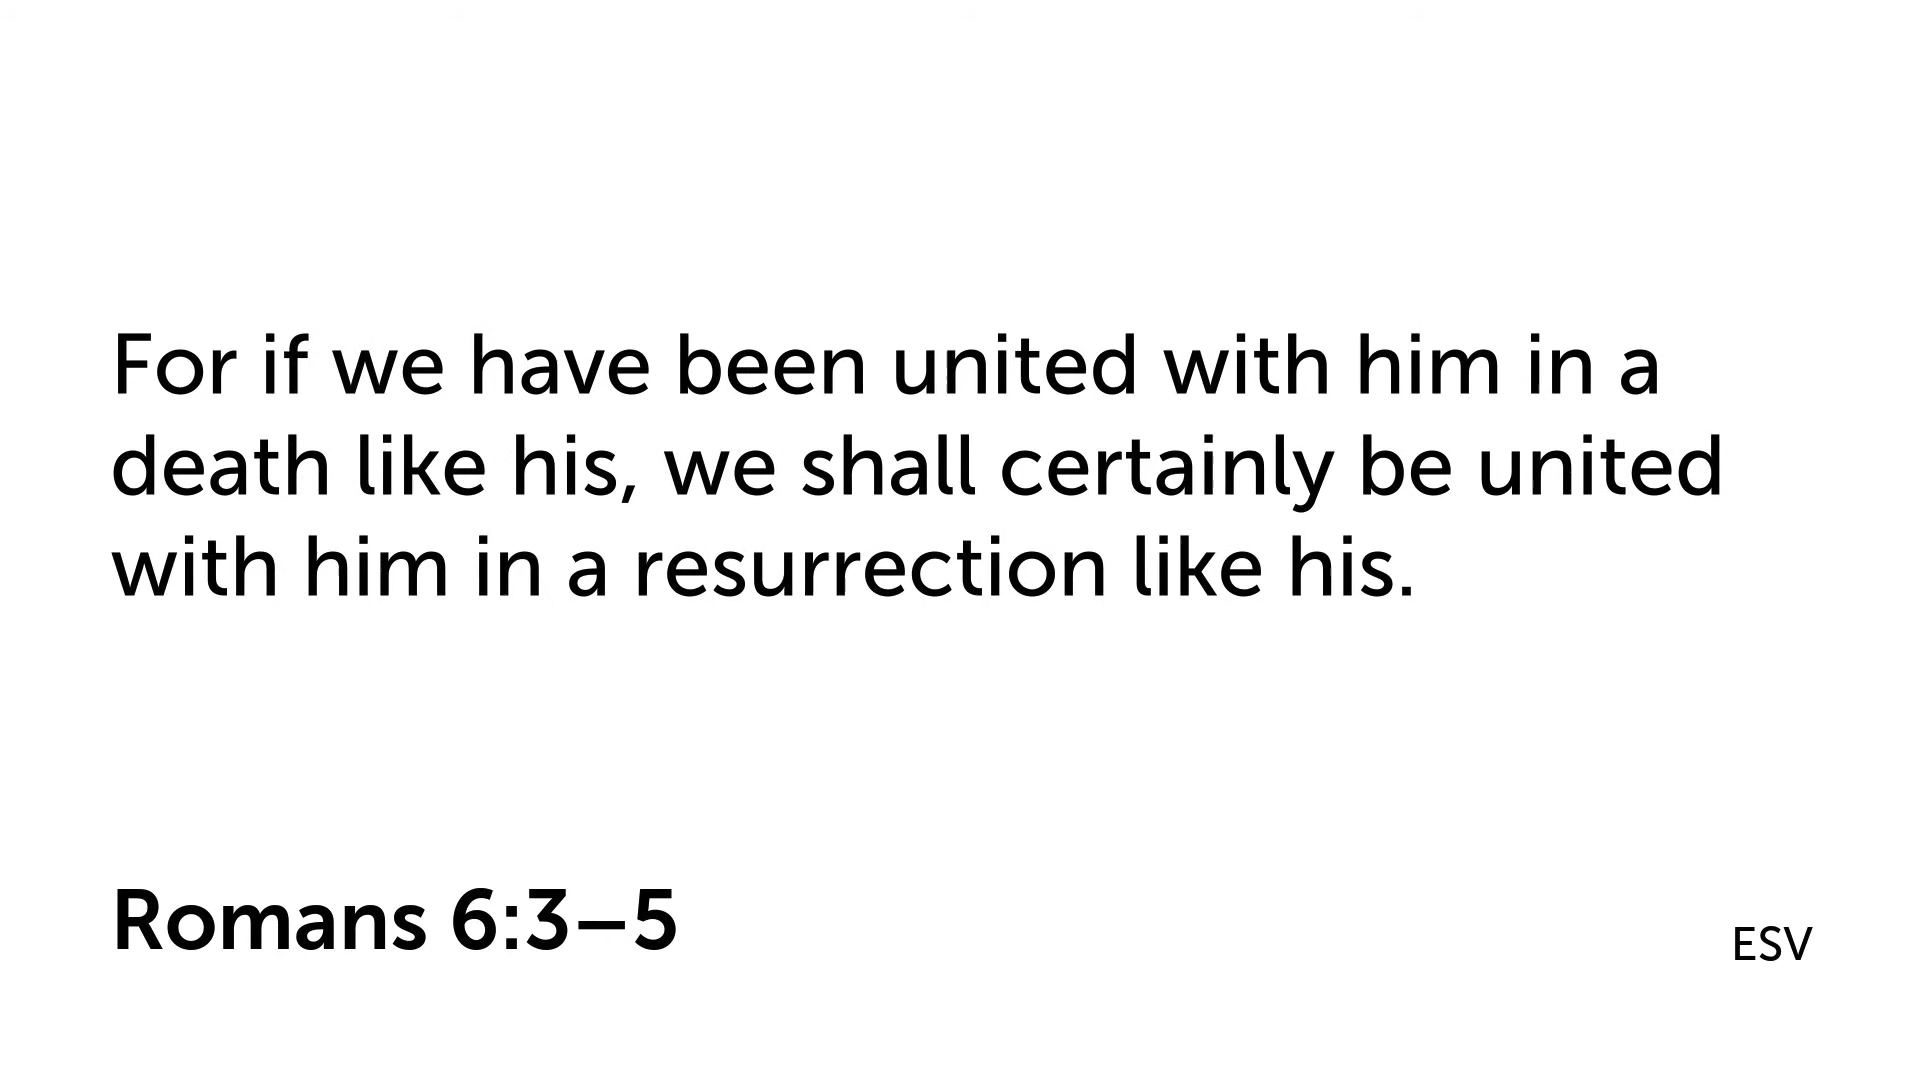 For if we have been united with him in a
death like his, we shall certainly be united
with him in a resurrection like his.
Romans 6:3–5
ESV